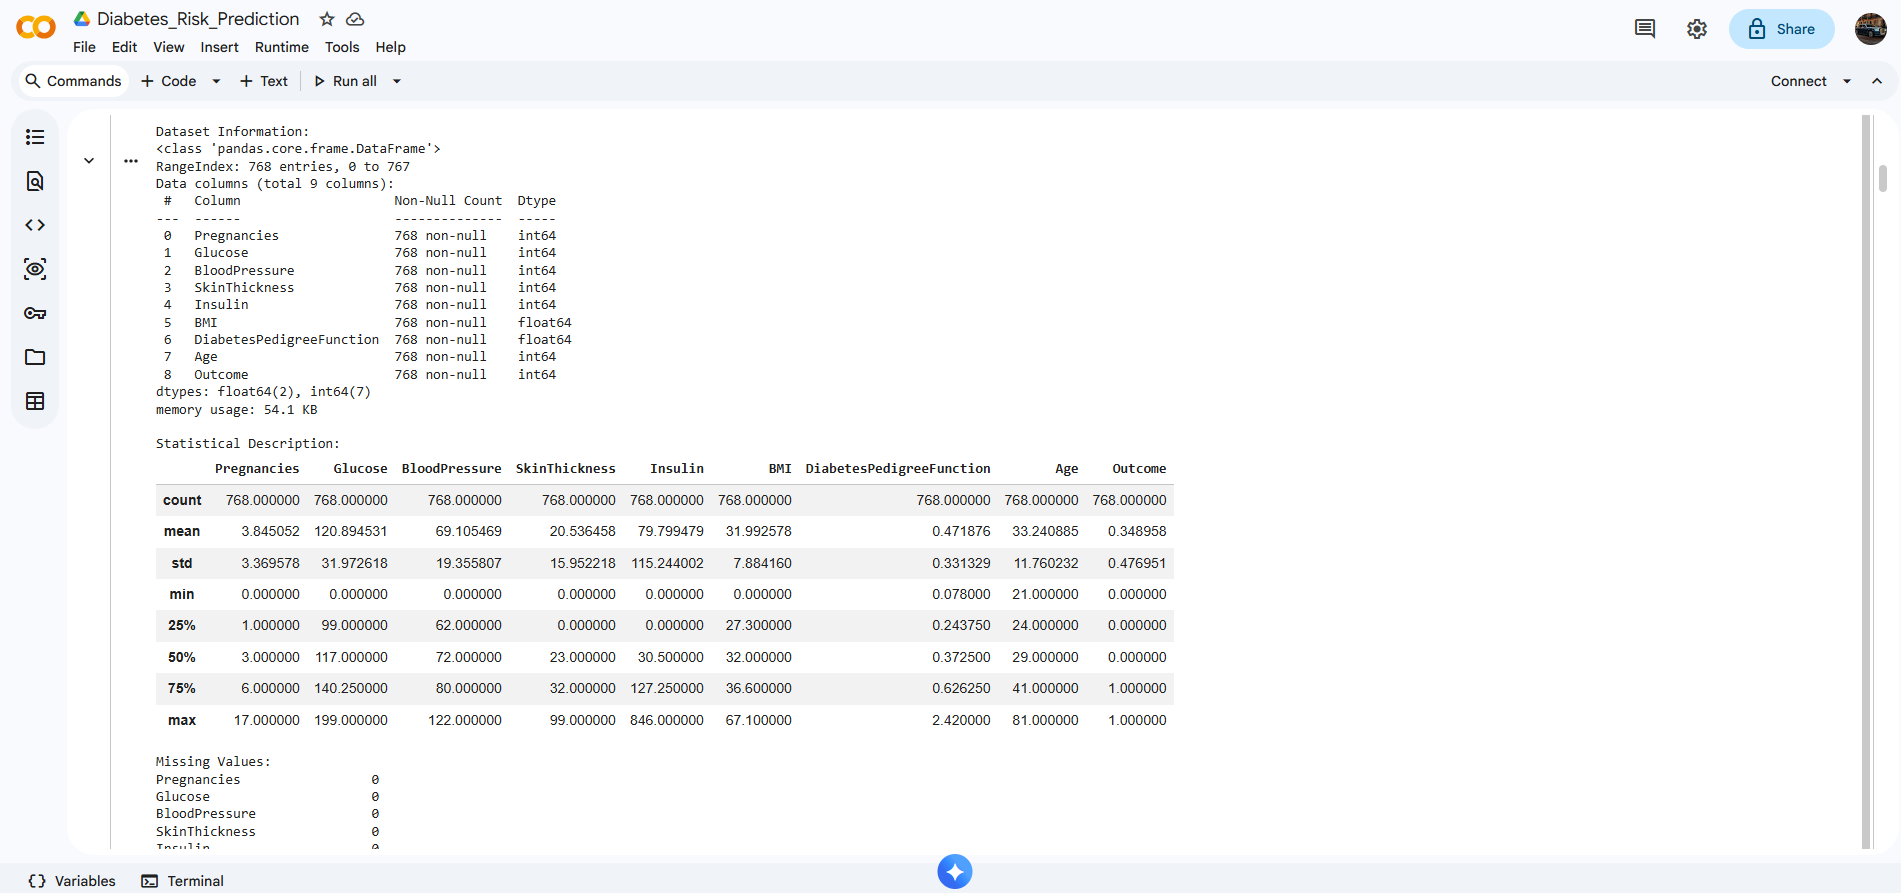 Diabetes_Risk_Prediction
File Edit View Insert Runtime Tools Help
Share
Commands + Code + Text Run all
Connect
Dataset Information:
<class 'pandas.core.frame.DataFrame'>
RangeIndex: 768 entries, 0 to 767
Data columns (total 9 columns):
# Column Non-Null Count Dtype
--- ------ -------------- -----
0 Pregnancies 768 non-null int64
1 Glucose 768 non-null int64
2 BloodPressure 768 non-null int64
3 SkinThickness 768 non-null int64
4 Insulin 768 non-null int64
5 BMI 768 non-null float64
6 DiabetesPedigreeFunction 768 non-null float64
7 Age 768 non-null int64
8 Outcome 768 non-null int64
dtypes: float64(2), int64(7)
memory usage: 54.1 KB
Statistical Description:
Pregnancies Glucose BloodPressure SkinThickness Insulin BMI DiabetesPedigreeFunction Age Outcome
count 768.000000 768.000000 768.000000 768.000000 768.000000 768.000000 768.000000 768.000000 768.000000
mean 3.845052 120.894531 69.105469 20.536458 79.799479 31.992578 0.471876 33.240885 0.348958
std 3.369578 31.972618 19.355807 15.952218 115.244002 7.884160 0.331329 11.760232 0.476951
min 0.000000 0.000000 0.000000 0.000000 0.000000 0.000000 0.078000 21.000000 0.000000
25% 1.000000 99.000000 62.000000 0.000000 0.000000 27.300000 0.243750 24.000000 0.000000
50% 3.000000 117.000000 72.000000 23.000000 30.500000 32.000000 0.372500 29.000000 0.000000
75% 6.000000 140.250000 80.000000 32.000000 127.250000 36.600000 0.626250 41.000000 1.000000
max 17.000000 199.000000 122.000000 99.000000 846.000000 67.100000 2.420000 81.000000 1.000000
Missing Values:
Pregnancies 0
Glucose 0
BloodPressure 0
SkinThickness 0
Insulin 0
Variables Terminal